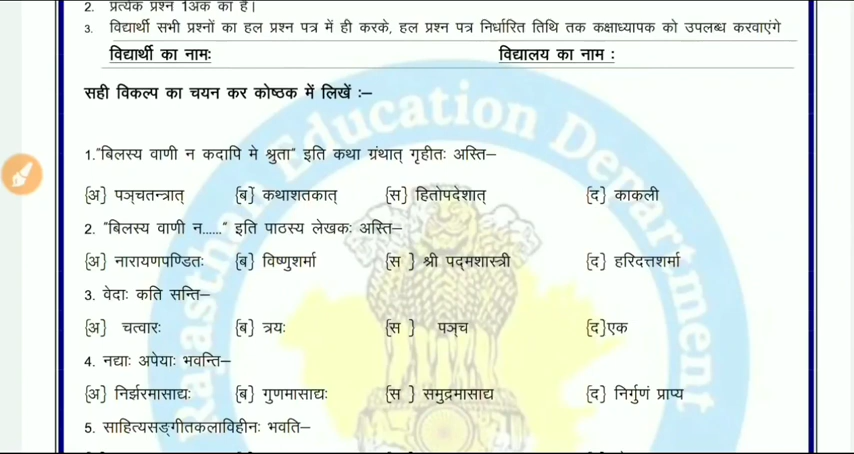 2. प्रत्येक प्रश्न 1अंक का है।
3. विद्यार्थी सभी प्रश्नों का हल प्रश्न पत्र में ही करके, हल प्रश्न पत्र निर्धारित तिथि तक कक्षाध्यापक को उपलब्ध करवाएंगे
विद्यार्थी का नामः विद्यालय का नाम :
सही विकल्प का चयन कर कोष्ठक में लिखें :–
1."बिलस्य वाणी न कदापि मे श्रुता" इति कथा ग्रंथात् गृहीतः अस्ति–
{अ} पञ्चतन्त्रात् {ब} कथाशतकात् {स} हितोपदेशात् {द} काकली
2. "बिलस्य वाणी न......" इति पाठस्य लेखकः अस्ति–
{अ} नारायणपण्डितः {ब} विष्णुशर्मा {स } श्री पद्मशास्त्री {द} हरिदत्तशर्मा
3. वेदाः कति सन्ति–
{अ} चत्वारः {ब} त्रयः {स } पञ्च {द}एक
4. नद्याः अपेयाः भवन्ति–
{अ} निर्झरमासाद्यः {ब} गुणमासाद्यः {स } समुद्रमासाद्य {द} निर्गुणं प्राप्य
5. साहित्यसङ्गीतकलाविहीनः भवति–
Rajasthan Education Department